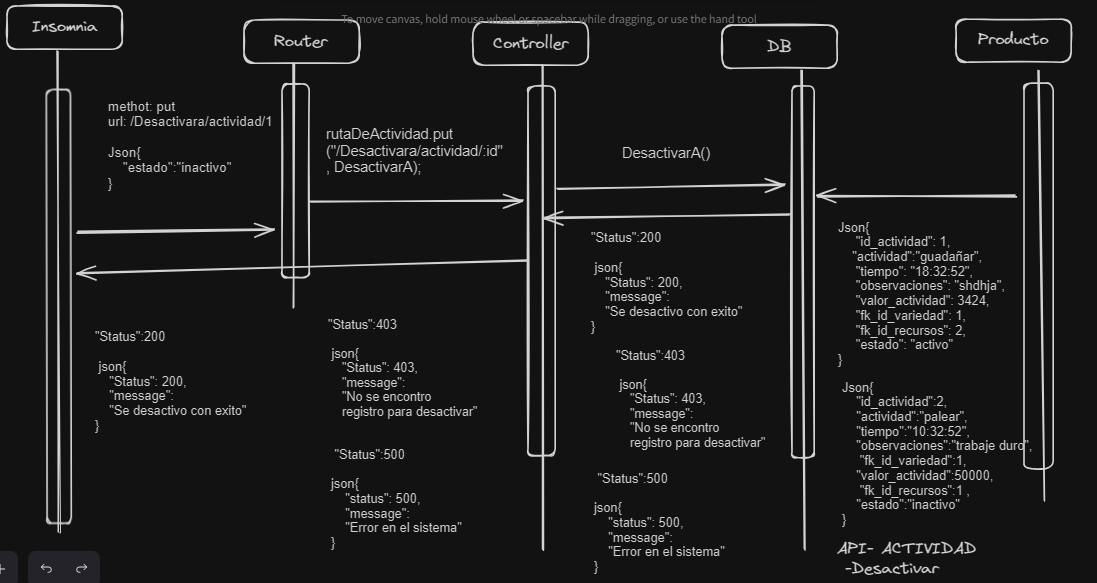 To move canvas, hold mouse wheel or spacebar while dragging, or use the hand tool
Insomnia
Router
Controller
DB
Producto
methot: put
url: /Desactivara/actividad/1
Json{
"estado":"inactivo"
}
rutaDeActividad.put
("/Desactivara/actividad/:id"
, DesactivarA);
DesactivarA()
"Status":200
json{
"Status": 200,
"message":
"Se desactivo con exito"
}
"Status":403
json{
"Status": 403,
"message":
"No se encontro
registro para desactivar"
"Status":500
json{
"status": 500,
"message":
"Error en el sistema"
}
"Status":200
json{
"Status": 200,
"message":
"Se desactivo con exito"
}
"Status":403
json{
"Status": 403,
"message":
"No se encontro
registro para desactivar"
"Status":500
json{
"status": 500,
"message":
"Error en el sistema"
}
Json{
"id_actividad": 1,
"actividad":"guadañar",
"tiempo": "18:32:52",
"observaciones": "shdhja",
"valor_actividad": 3424,
"fk_id_variedad": 1,
"fk_id_recursos": 2,
"estado": "activo"
}
Json{
"id_actividad":2,
"actividad":"palear",
"tiempo":"10:32:52",
"observaciones":"trabaje duro",
"fk_id_variedad":1,
"valor_actividad":50000,
"fk_id_recursos":1 ,
"estado":"inactivo"
}
API- ACTIVIDAD
-Desactivar